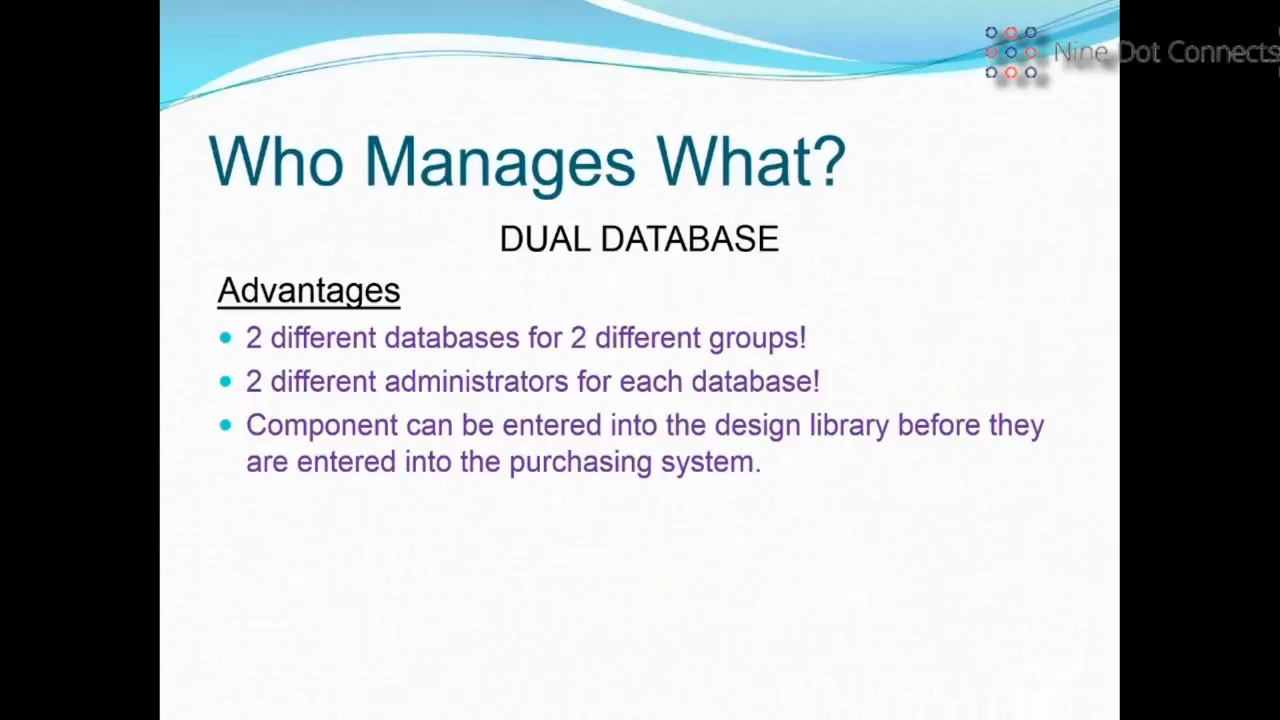 Nine Dot Connects
Who Manages What?
DUAL DATABASE
Advantages
2 different databases for 2 different groups!
2 different administrators for each database!
Component can be entered into the design library before they
are entered into the purchasing system.